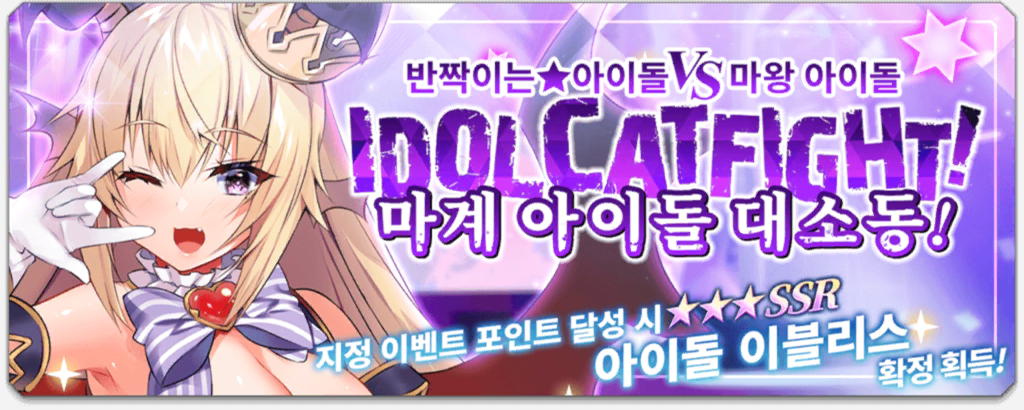 반짝이는★아이돌 VS 마왕 아이돌
IDOL CATFIGHT!
마계 아이돌 대소동!
지정 이벤트 포인트 달성 시 ★★★SSR
아이돌 이블리스 확정 획득!